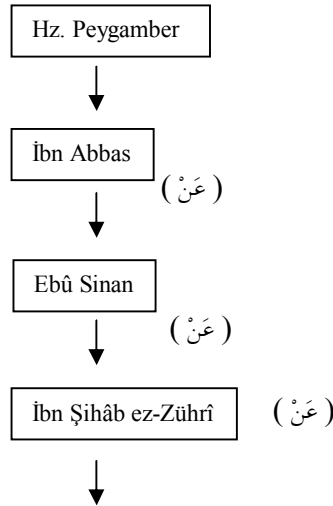 Hz. Peygamber
İbn Abbas
( عَنْ )
Ebû Sinan
( عَنْ )
İbn Şihâb ez-Zührî ( عَنْ )